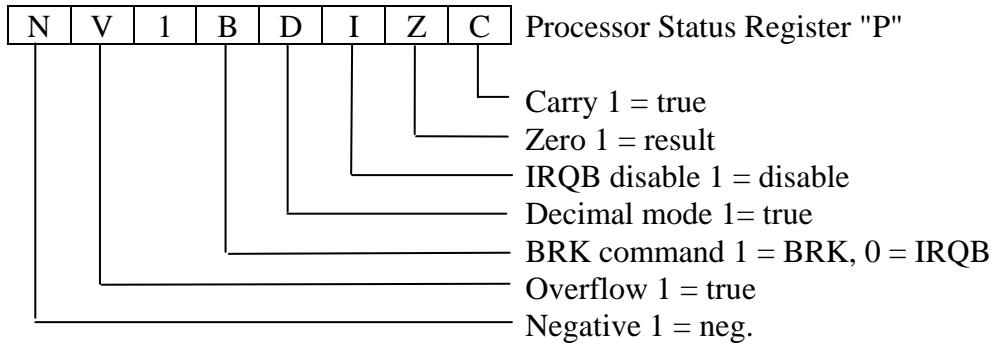 N V 1 B D I Z C Processor Status Register "P"
Carry 1 = true
Zero 1 = result
IRQB disable 1 = disable
Decimal mode 1= true
BRK command 1 = BRK, 0 = IRQB
Overflow 1 = true
Negative 1 = neg.